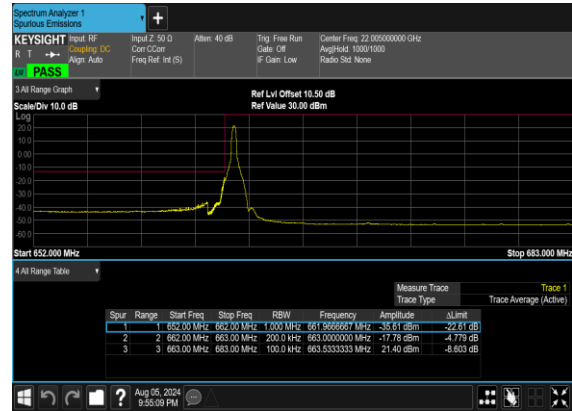 Spectrum Analyzer 1
Spurious Emissions
+
KEYSIGHT Input: RF Input Z: 50 Ω Atten: 40 dB Trig: Free Run Center Freq: 22.005000000 GHz
R T Coupling: DC Corr CCorr Gate: Off Avg|Hold: 1000/1000
Align: Auto Freq Ref: Int (S) IF Gain: Low Radio Std: None
PASS
3 All Range Graph
Ref Lvl Offset 10.50 dB
Scale/Div 10.0 dB Ref Value 30.00 dBm
Log
20.0
10.0
0.00
-10.0
-20.0
-30.0
-40.0
-50.0
-60.0
Start 652.000 MHz Stop 683.000 MHz
4 All Range Table
Measure Trace Trace 1
Trace Type Trace Average (Active)
Spur Range Start Freq Stop Freq RBW Frequency Amplitude ΔLimit
1 1 652.00 MHz 662.00 MHz 1.000 MHz 661.9666667 MHz -35.61 dBm -22.61 dB
2 2 662.00 MHz 663.00 MHz 200.0 kHz 663.0000000 MHz -17.78 dBm -4.779 dB
3 3 663.00 MHz 683.00 MHz 100.0 kHz 663.5333333 MHz 21.40 dBm -8.603 dB
? Aug 05, 2024
9:55:09 PM